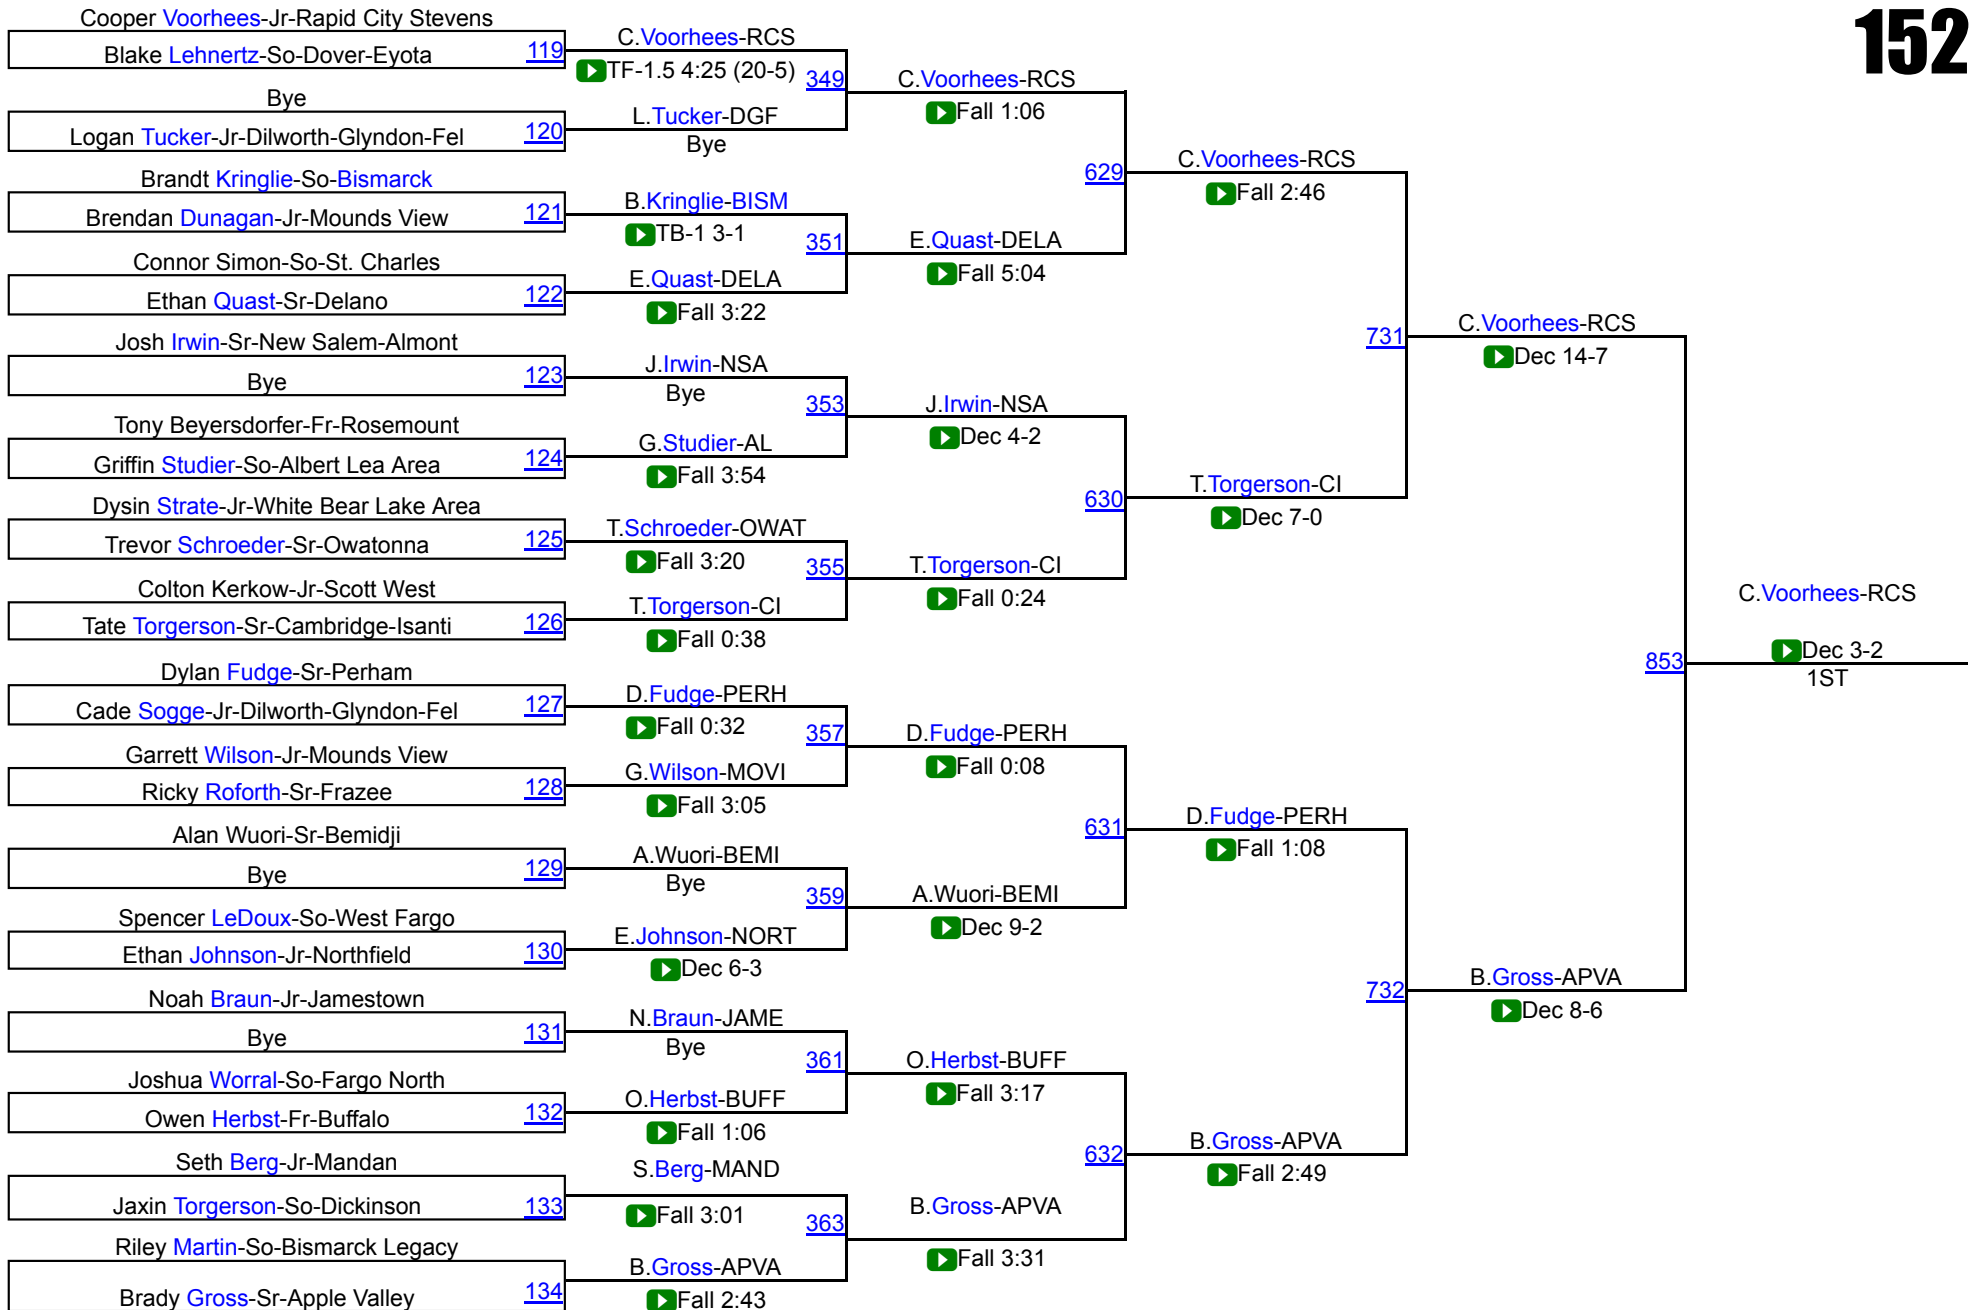 152
Cooper Voorhees-Jr-Rapid City Stevens
Blake Lehnertz-So-Dover-Eyota
119
Bye
Logan Tucker-Jr-Dilworth-Glyndon-Fel
120
Brandt Kringlie-So-Bismarck
Brendan Dunagan-Jr-Mounds View
121
Connor Simon-So-St. Charles
Ethan Quast-Sr-Delano
122
Josh Irwin-Sr-New Salem-Almont
Bye
123
Tony Beyersdorfer-Fr-Rosemount
Griffin Studier-So-Albert Lea Area
124
Dysin Strate-Jr-White Bear Lake Area
Trevor Schroeder-Sr-Owatonna
125
Colton Kerkow-Jr-Scott West
Tate Torgerson-Sr-Cambridge-Isanti
126
Dylan Fudge-Sr-Perham
Cade Sogge-Jr-Dilworth-Glyndon-Fel
127
Garrett Wilson-Jr-Mounds View
Ricky Roforth-Sr-Frazee
128
Alan Wuori-Sr-Bemidji
Bye
129
Spencer LeDoux-So-West Fargo
Ethan Johnson-Jr-Northfield
130
Noah Braun-Jr-Jamestown
Bye
131
Joshua Worral-So-Fargo North
Owen Herbst-Fr-Buffalo
132
Seth Berg-Jr-Mandan
Jaxin Torgerson-So-Dickinson
133
Riley Martin-So-Bismarck Legacy
Brady Gross-Sr-Apple Valley
134
C.Voorhees-RCS
TF-1.5 4:25 (20-5)
349
L.Tucker-DGF
Bye
B.Kringlie-BISM
TB-1 3-1
351
E.Quast-DELA
Fall 3:22
J.Irwin-NSA
Bye
353
G.Studier-AL
Fall 3:54
T.Schroeder-OWAT
Fall 3:20
355
T.Torgerson-CI
Fall 0:38
D.Fudge-PERH
Fall 0:32
357
G.Wilson-MOVI
Fall 3:05
A.Wuori-BEMI
Bye
359
E.Johnson-NORT
Dec 6-3
N.Braun-JAME
Bye
361
O.Herbst-BUFF
Fall 1:06
S.Berg-MAND
Fall 3:01
363
B.Gross-APVA
Fall 2:43
C.Voorhees-RCS
Fall 1:06
629
E.Quast-DELA
Fall 5:04
J.Irwin-NSA
Dec 4-2
630
T.Torgerson-CI
Fall 0:24
D.Fudge-PERH
Fall 0:08
631
A.Wuori-BEMI
Dec 9-2
O.Herbst-BUFF
Fall 3:17
632
B.Gross-APVA
Fall 3:31
C.Voorhees-RCS
Fall 2:46
731
T.Torgerson-CI
Dec 7-0
D.Fudge-PERH
Fall 1:08
732
B.Gross-APVA
Fall 2:49
C.Voorhees-RCS
Dec 14-7
853
B.Gross-APVA
Dec 8-6
C.Voorhees-RCS
Dec 3-2
1ST